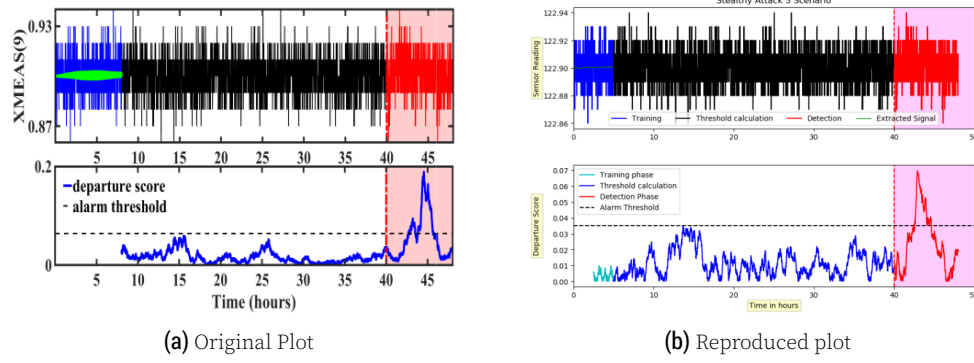 0.93
XMEAS(9)
0.87
5 10 15 20 25 30 35 40 45
0.2
departure score
alarm threshold
0
5 10 15 20 25 30 35 40 45
Time (hours)
(a) Original Plot
Stealthy Attack 3 Scenario
122.94
122.92
122.90
122.88
122.86
Sensor Reading
Training Threshold calculation Detection Extracted Signal
0 10 20 30 40
0.07
0.06
0.05
0.04
0.03
0.02
0.01
0.00
Departure Score
Training phase
Threshold calculation
Detection Phase
Alarm Threshold
0 10 20 30 40
Time in hours
(b) Reproduced plot